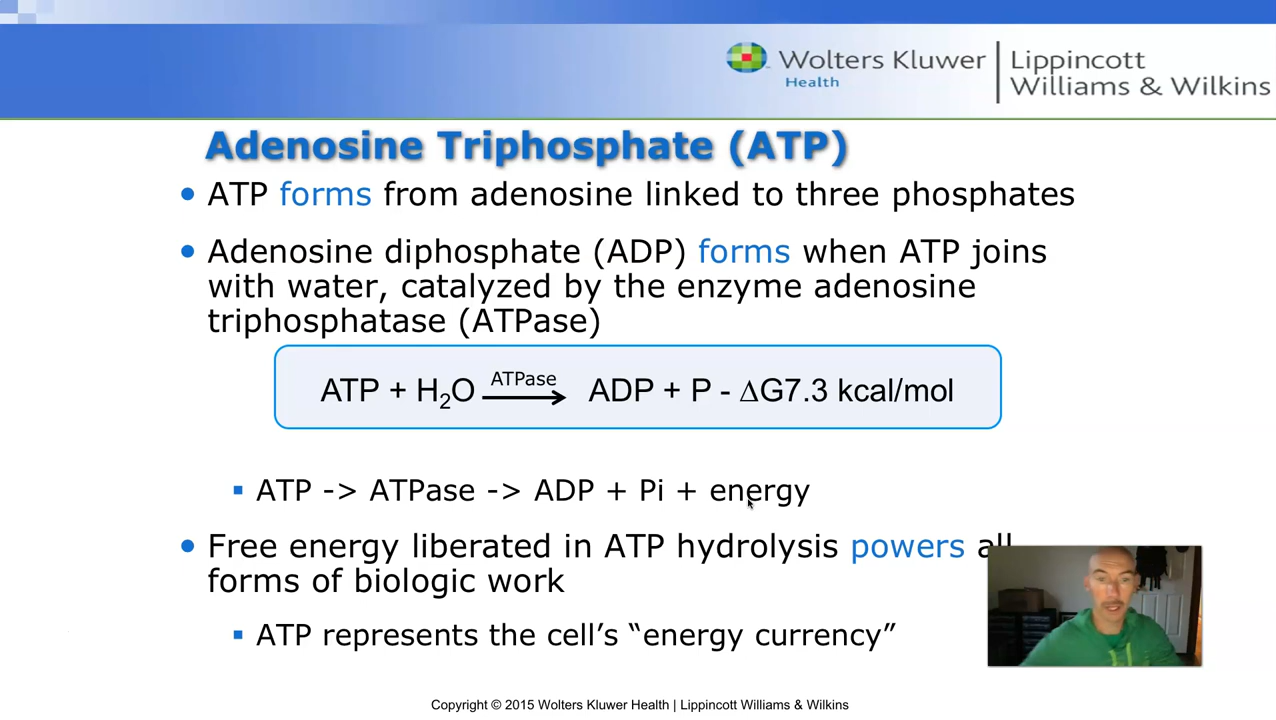 Wolters Kluwer
Health
Lippincott
Williams & Wilkins
Adenosine Triphosphate (ATP)
• ATP forms from adenosine linked to three phosphates
• Adenosine diphosphate (ADP) forms when ATP joins
with water, catalyzed by the enzyme adenosine
triphosphatase (ATPase)
ATPase
ATP + H₂O → ADP + P - ΔG7.3 kcal/mol
▪ ATP -> ATPase -> ADP + Pi + energy
• Free energy liberated in ATP hydrolysis powers all
forms of biologic work
▪ ATP represents the cell’s “energy currency”
Copyright © 2015 Wolters Kluwer Health | Lippincott Williams & Wilkins